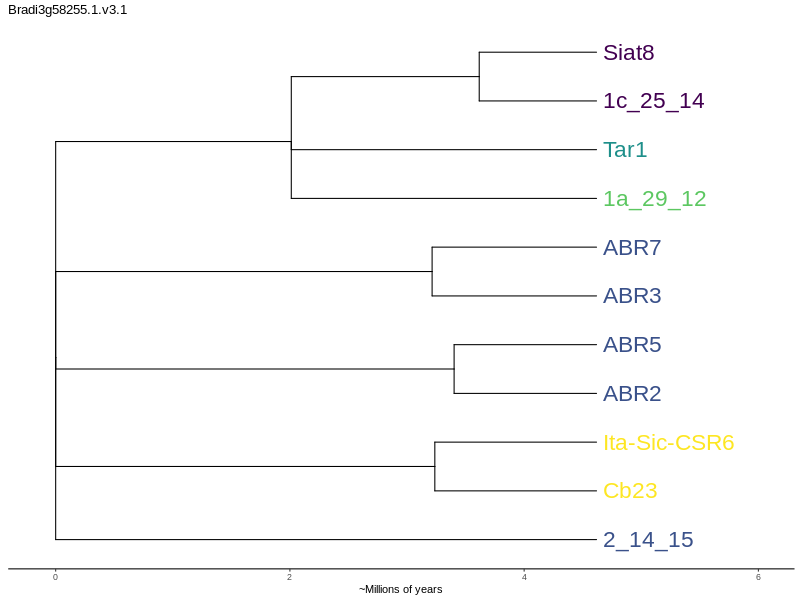 Bradi3g58255.1.v3.1
Siat8
1c_25_14
Tar1
1a_29_12
ABR7
ABR3
ABR5
ABR2
Ita-Sic-CSR6
Cb23
2_14_15
0 2 4 6
~Millions of years